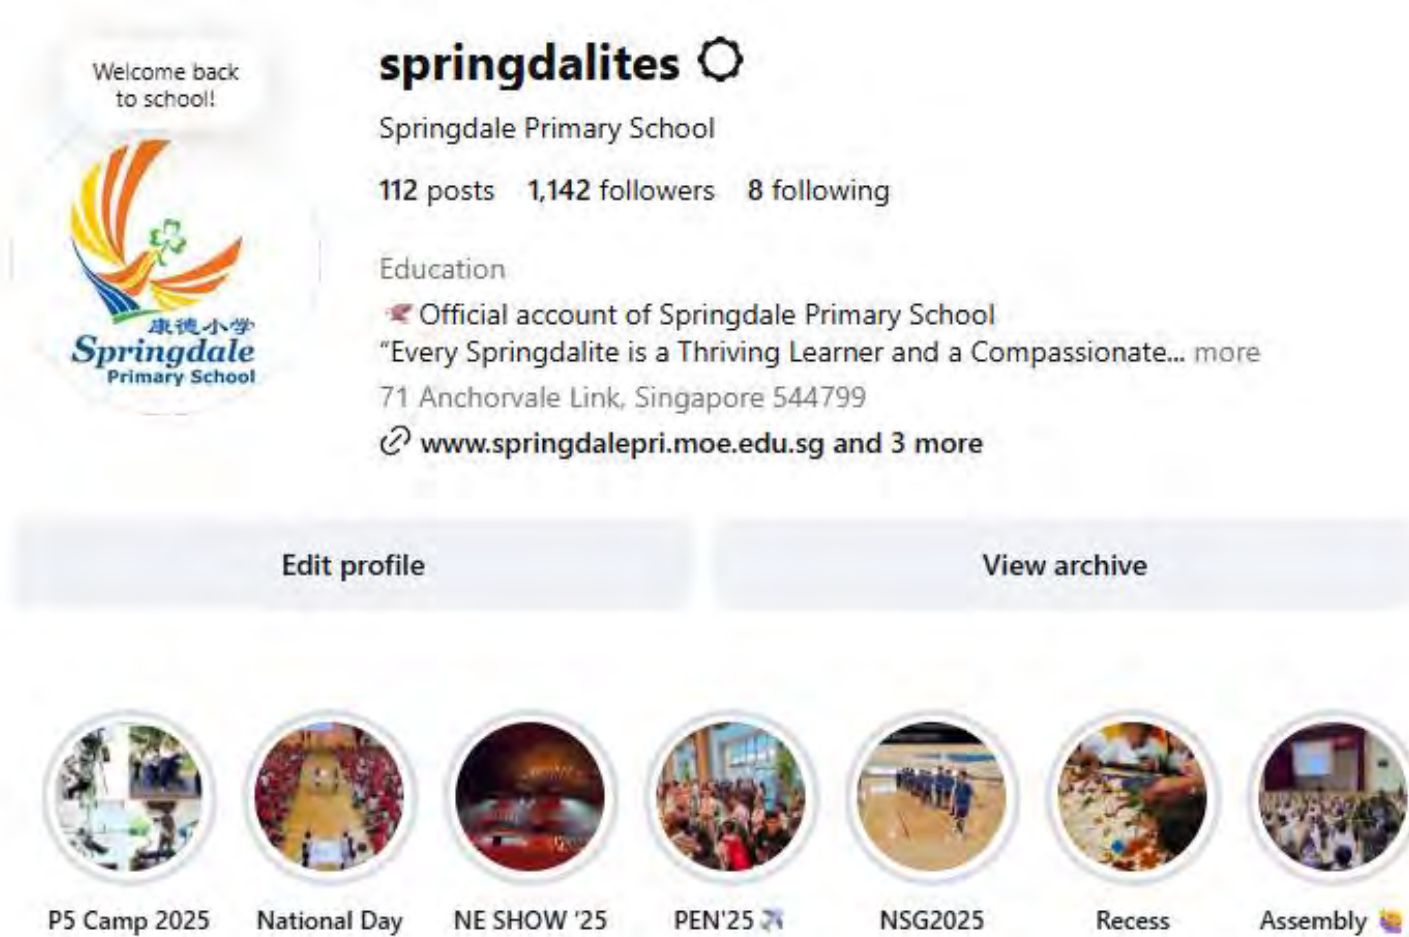 Welcome back
to school!
康德小学
Springdale
Primary School
springdalites
Springdale Primary School
112 posts 1,142 followers 8 following
Education
Official account of Springdale Primary School
“Every Springdalite is a Thriving Learner and a Compassionate... more
71 Anchorvale Link, Singapore 544799
www.springdalepri.moe.edu.sg and 3 more
Edit profile View archive
P5 Camp 2025 National Day NE SHOW '25 PEN'25 NSG2025 Recess Assembly